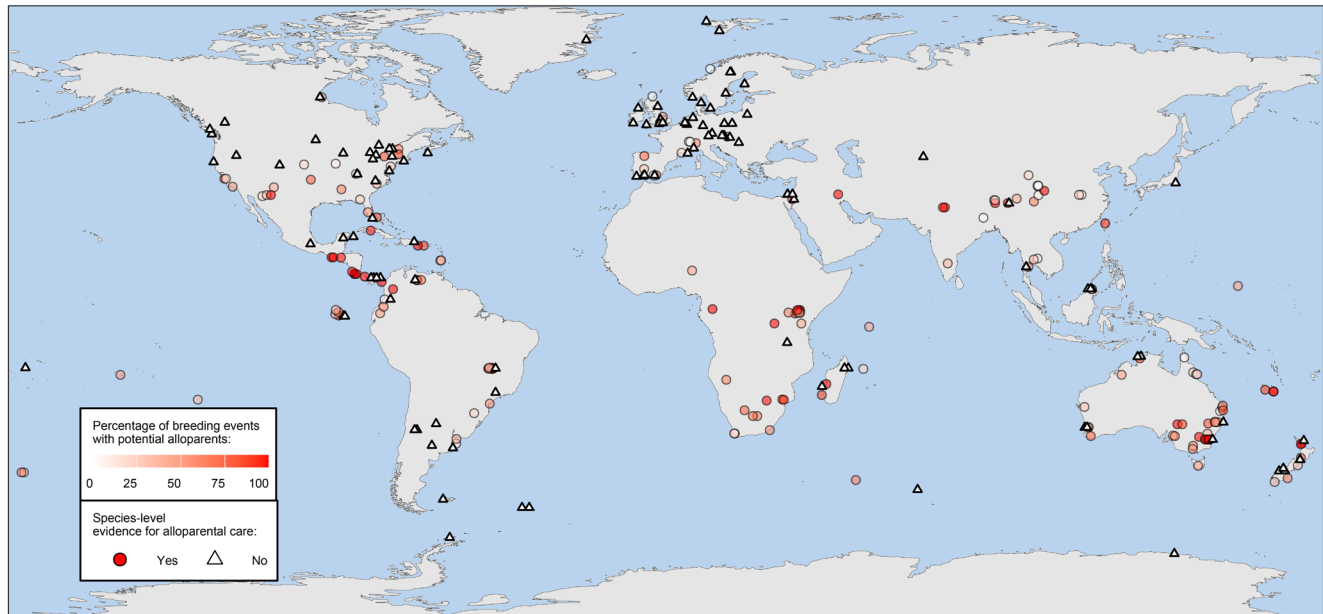 Percentage of breeding events
with potential alloparents:
0 25 50 75 100
Species-level
evidence for alloparental care:
Yes No